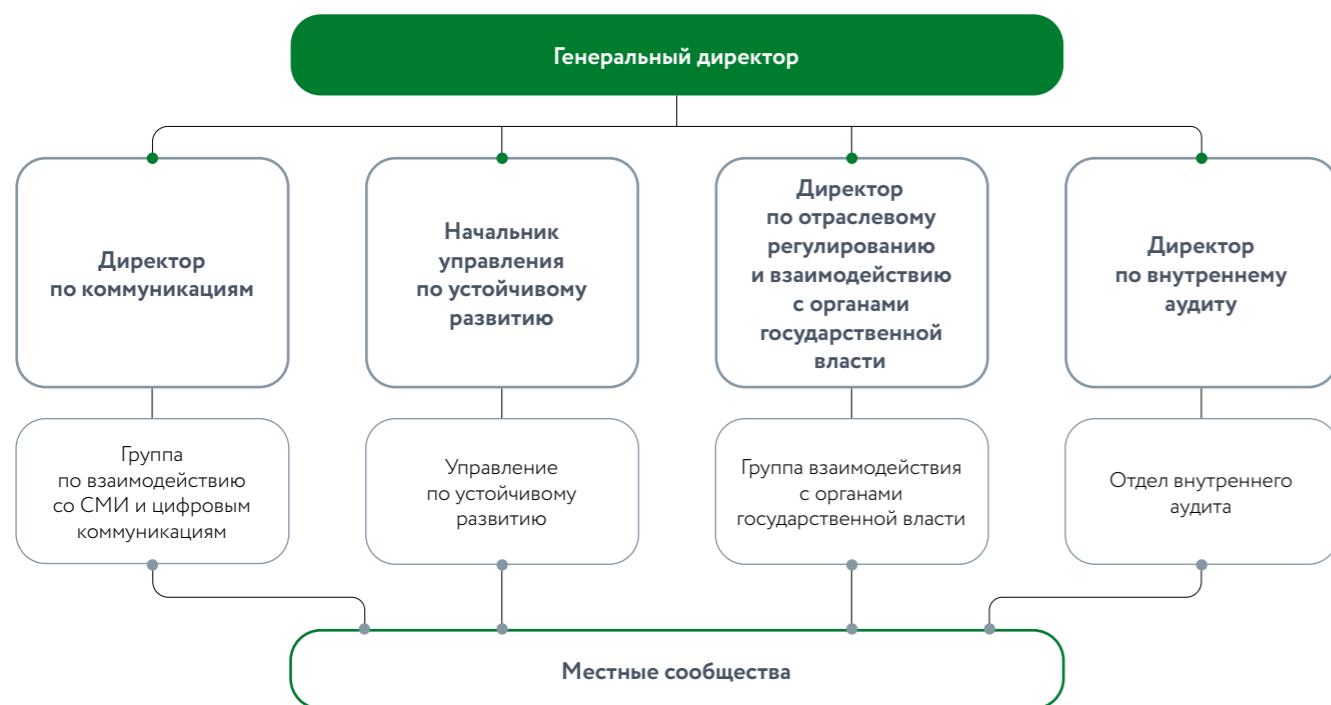 Генеральный директор
Директор
по коммуникациям
Начальник
управления
по устойчивому
развитию
Директор
по отраслевому
регулированию
и взаимодействию
с органами
государственной
власти
Директор
по внутреннему
аудиту
Группа
по взаимодействию
со СМИ и цифровым
коммуникациям
Управление
по устойчивому
развитию
Группа взаимодействия
с органами
государственной власти
Отдел внутреннего
аудита
Местные сообщества